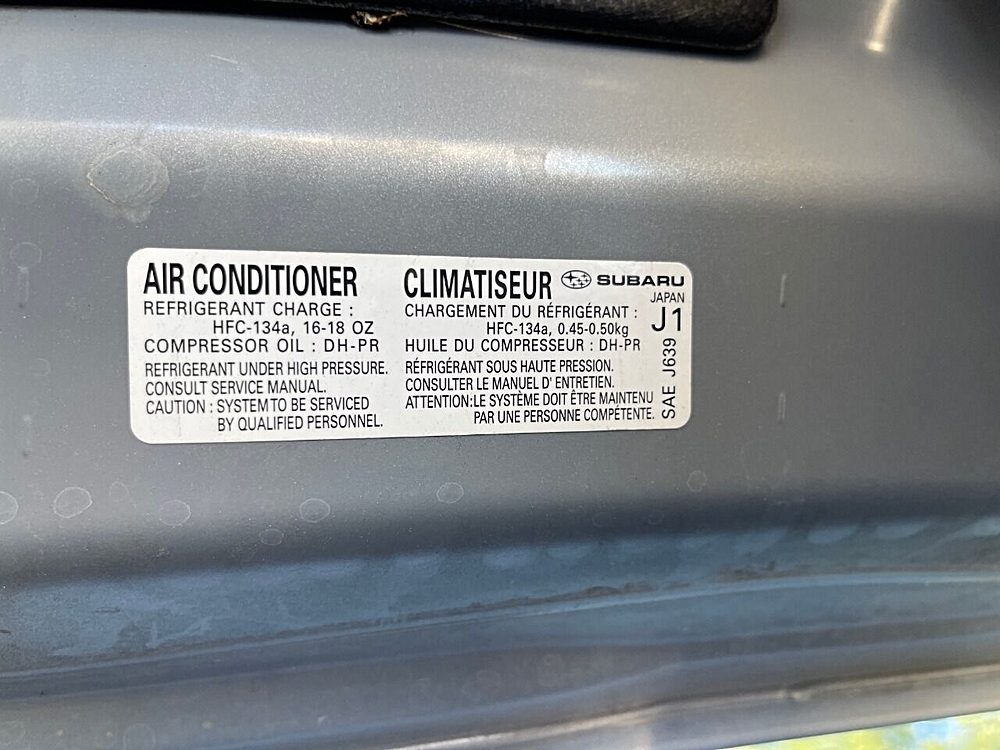 AIR CONDITIONER
REFRIGERANT CHARGE :
HFC-134a, 16-18 OZ
COMPRESSOR OIL : DH-PR
REFRIGERANT UNDER HIGH PRESSURE.
CONSULT SERVICE MANUAL.
CAUTION : SYSTEM TO BE SERVICED
BY QUALIFIED PERSONNEL.
CLIMATISEUR
CHARGEMENT DU RÉFRIGÉRANT :
HFC-134a, 0.45-0.50kg
HUILE DU COMPRESSEUR : DH-PR
RÉFRIGÉRANT SOUS HAUTE PRESSION.
CONSULTER LE MANUEL D' ENTRETIEN.
ATTENTION:LE SYSTÈME DOIT ÊTRE MAINTENU
PAR UNE PERSONNE COMPÉTENTE.
SUBARU
JAPAN
J1
SAE J639